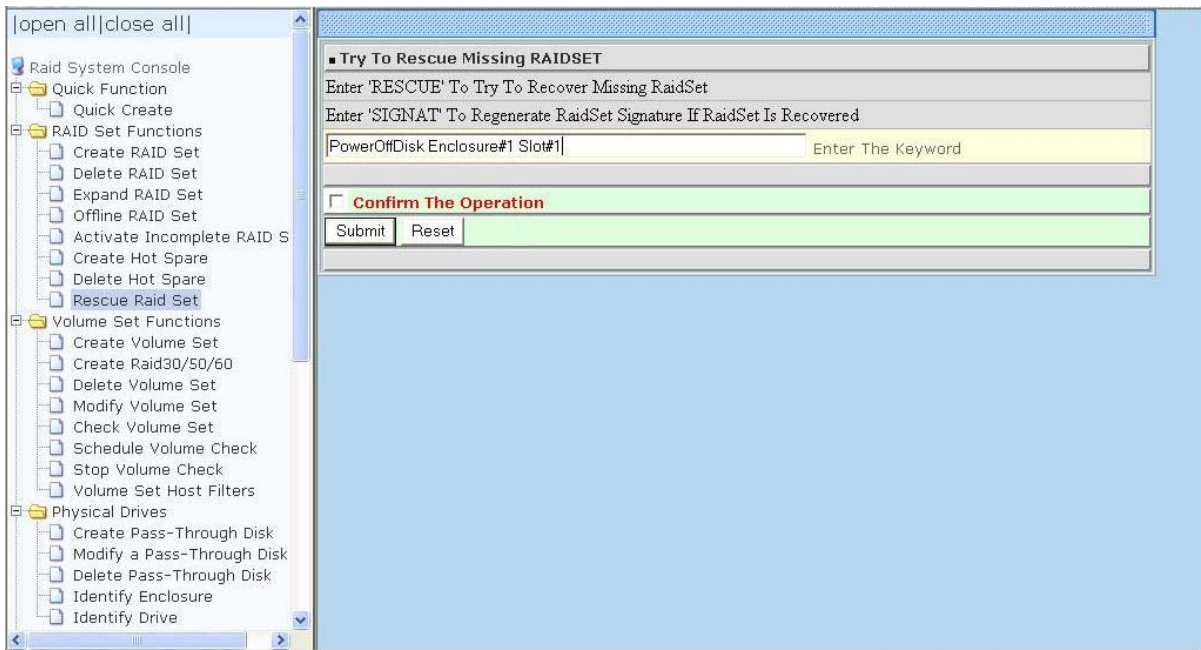 |open all|close all|
Raid System Console
Quick Function
Quick Create
RAID Set Functions
Create RAID Set
Delete RAID Set
Expand RAID Set
Offline RAID Set
Activate Incomplete RAID S
Create Hot Spare
Delete Hot Spare
Rescue Raid Set
Volume Set Functions
Create Volume Set
Create Raid30/50/60
Delete Volume Set
Modify Volume Set
Check Volume Set
Schedule Volume Check
Stop Volume Check
Volume Set Host Filters
Physical Drives
Create Pass-Through Disk
Modify a Pass-Through Disk
Delete Pass-Through Disk
Identify Enclosure
Identify Drive
Try To Rescue Missing RAIDSET
Enter 'RESCUE' To Try To Recover Missing RaidSet
Enter 'SIGNAT' To Regenerate RaidSet Signature If RaidSet Is Recovered
PowerOffDisk Enclosure#1 Slot#1 Enter The Keyword
Confirm The Operation
Submit Reset